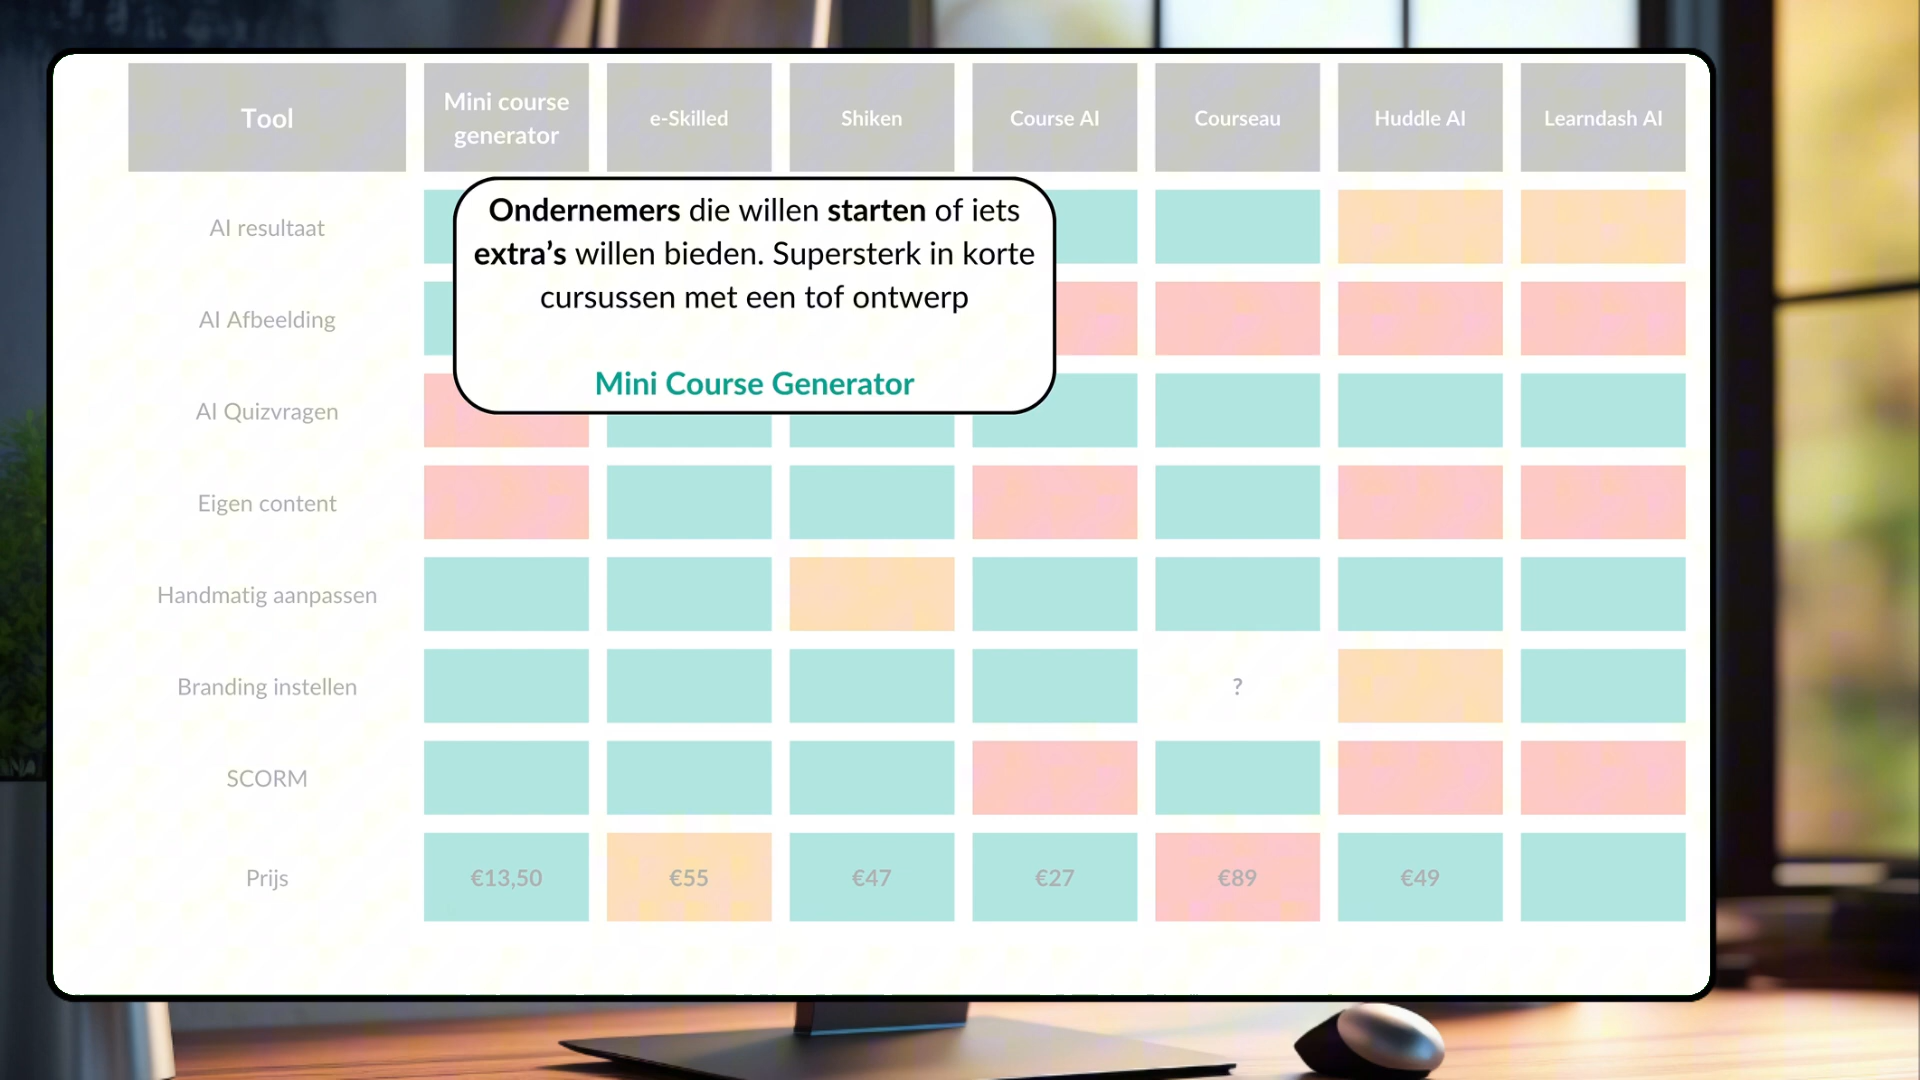 Tool
Mini course
generator
e-Skilled
Shiken
Course AI
Courseau
Huddle AI
Learndash AI
Ondernemers die willen starten of iets
extra’s willen bieden. Supersterk in korte
cursussen met een tof ontwerp
Mini Course Generator
AI resultaat
AI Afbeelding
AI Quizvragen
Eigen content
Handmatig aanpassen
Branding instellen
?
SCORM
Prijs
€13,50
€55
€47
€27
€89
€49